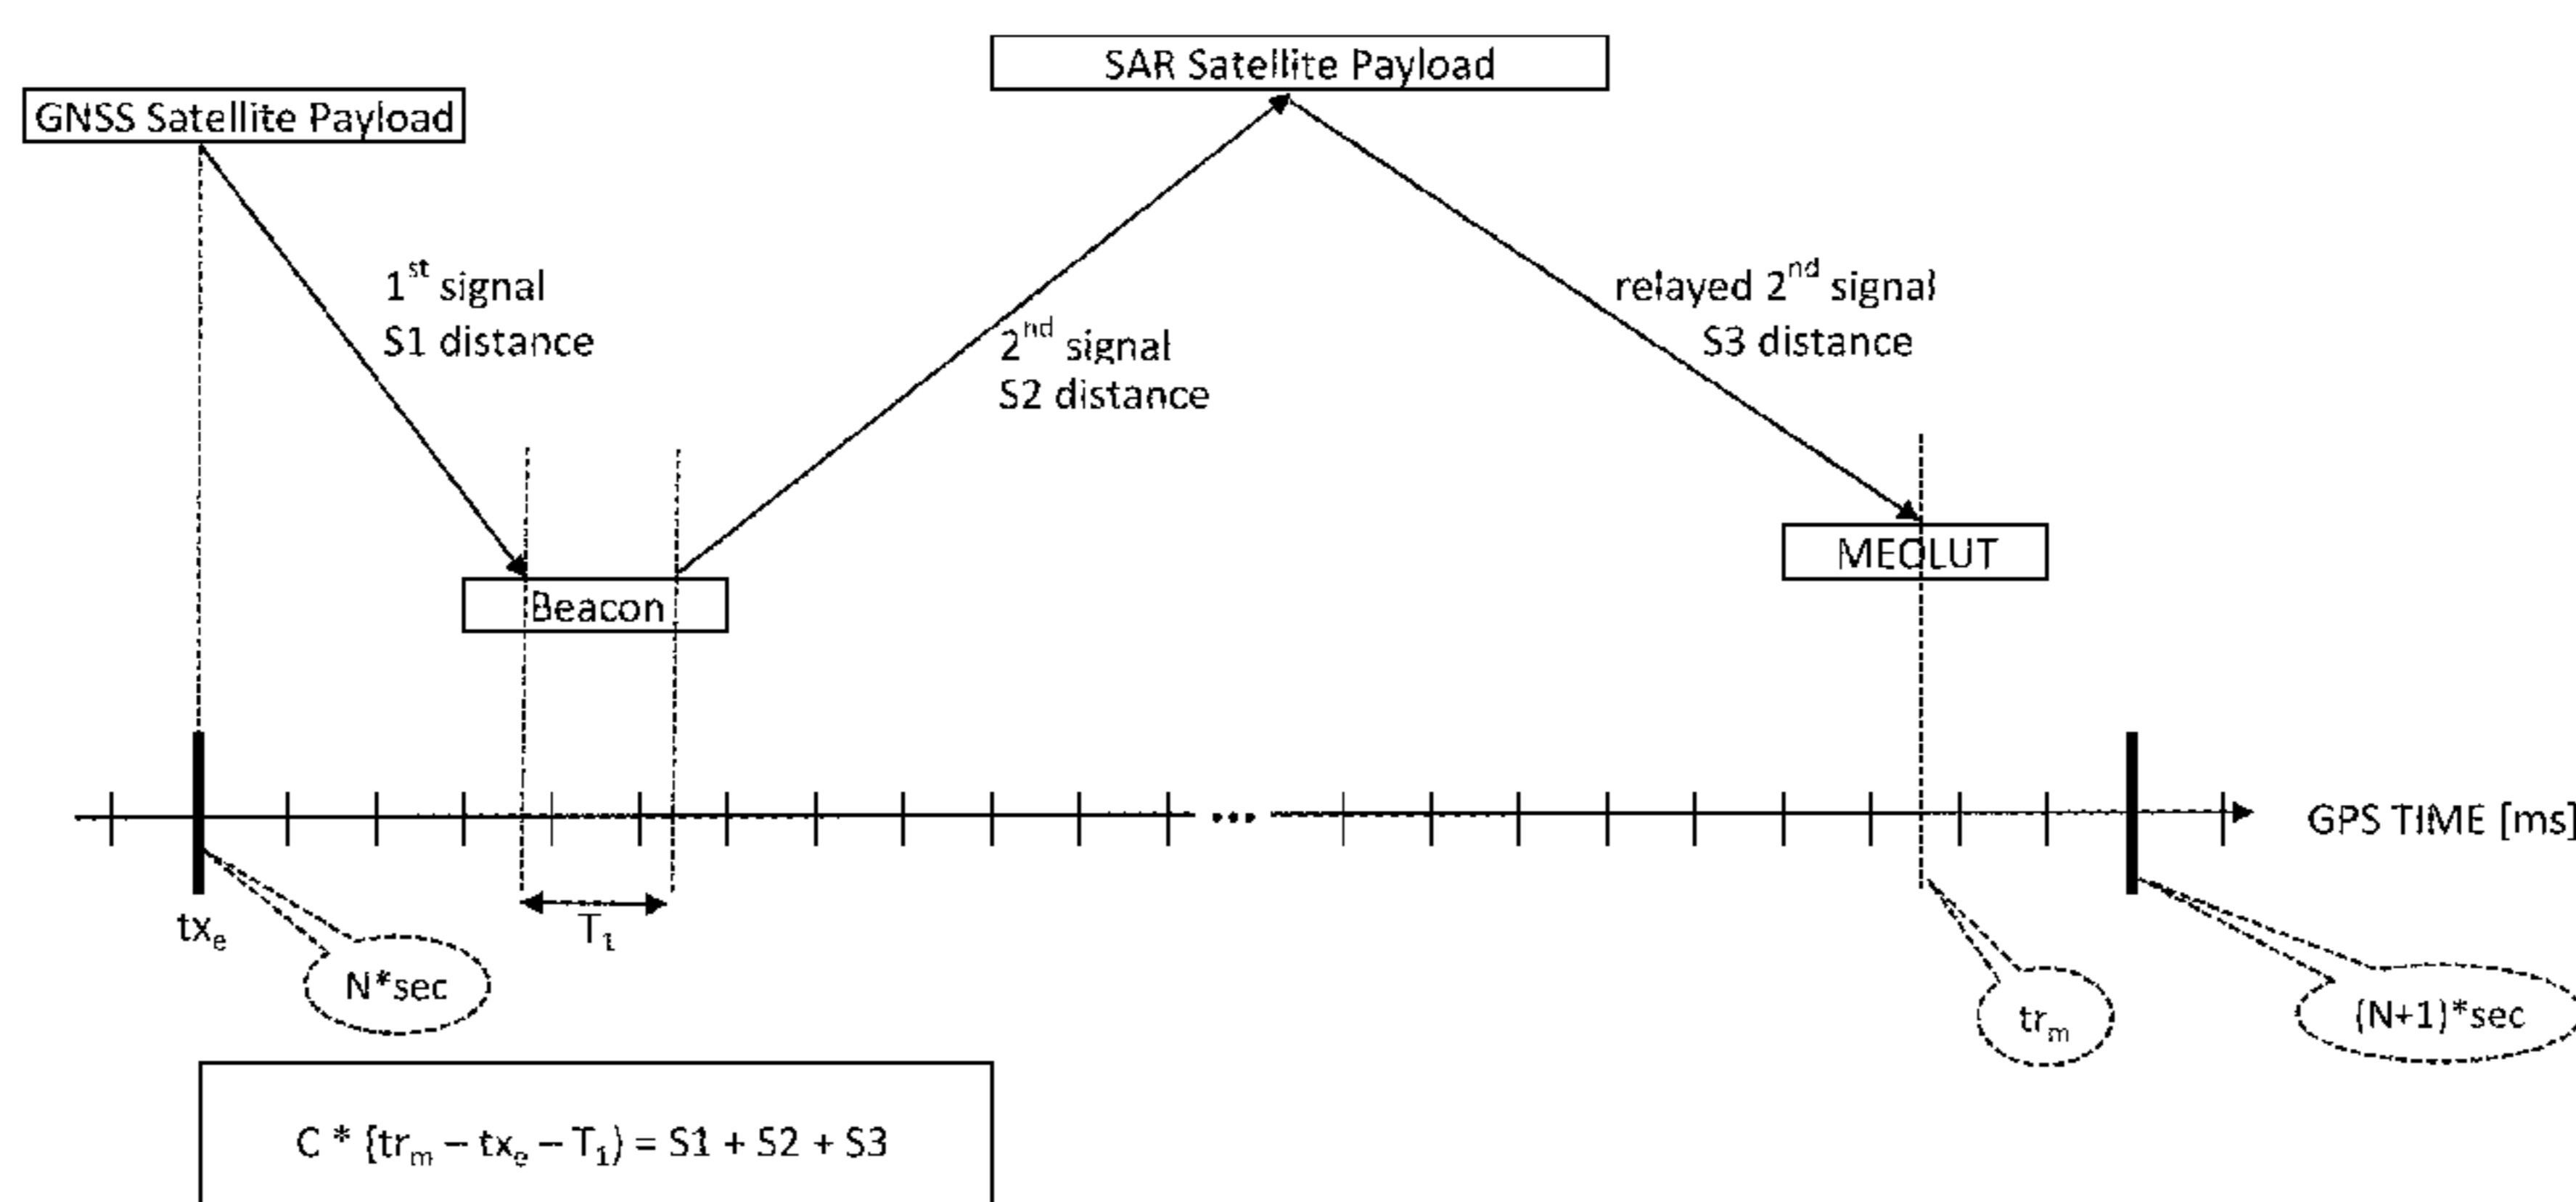 SAR Satellite Payload
GNSS Satellite Payload
1st signal
S1 distance
2nd signal
S2 distance
relayed 2nd signal
S3 distance
Beacon
MEOLUT
...
GPS TIME [ms]
txe
T1
N*sec
trm
(N+1)*sec
C * (trm – txe – T1) = S1 + S2 + S3